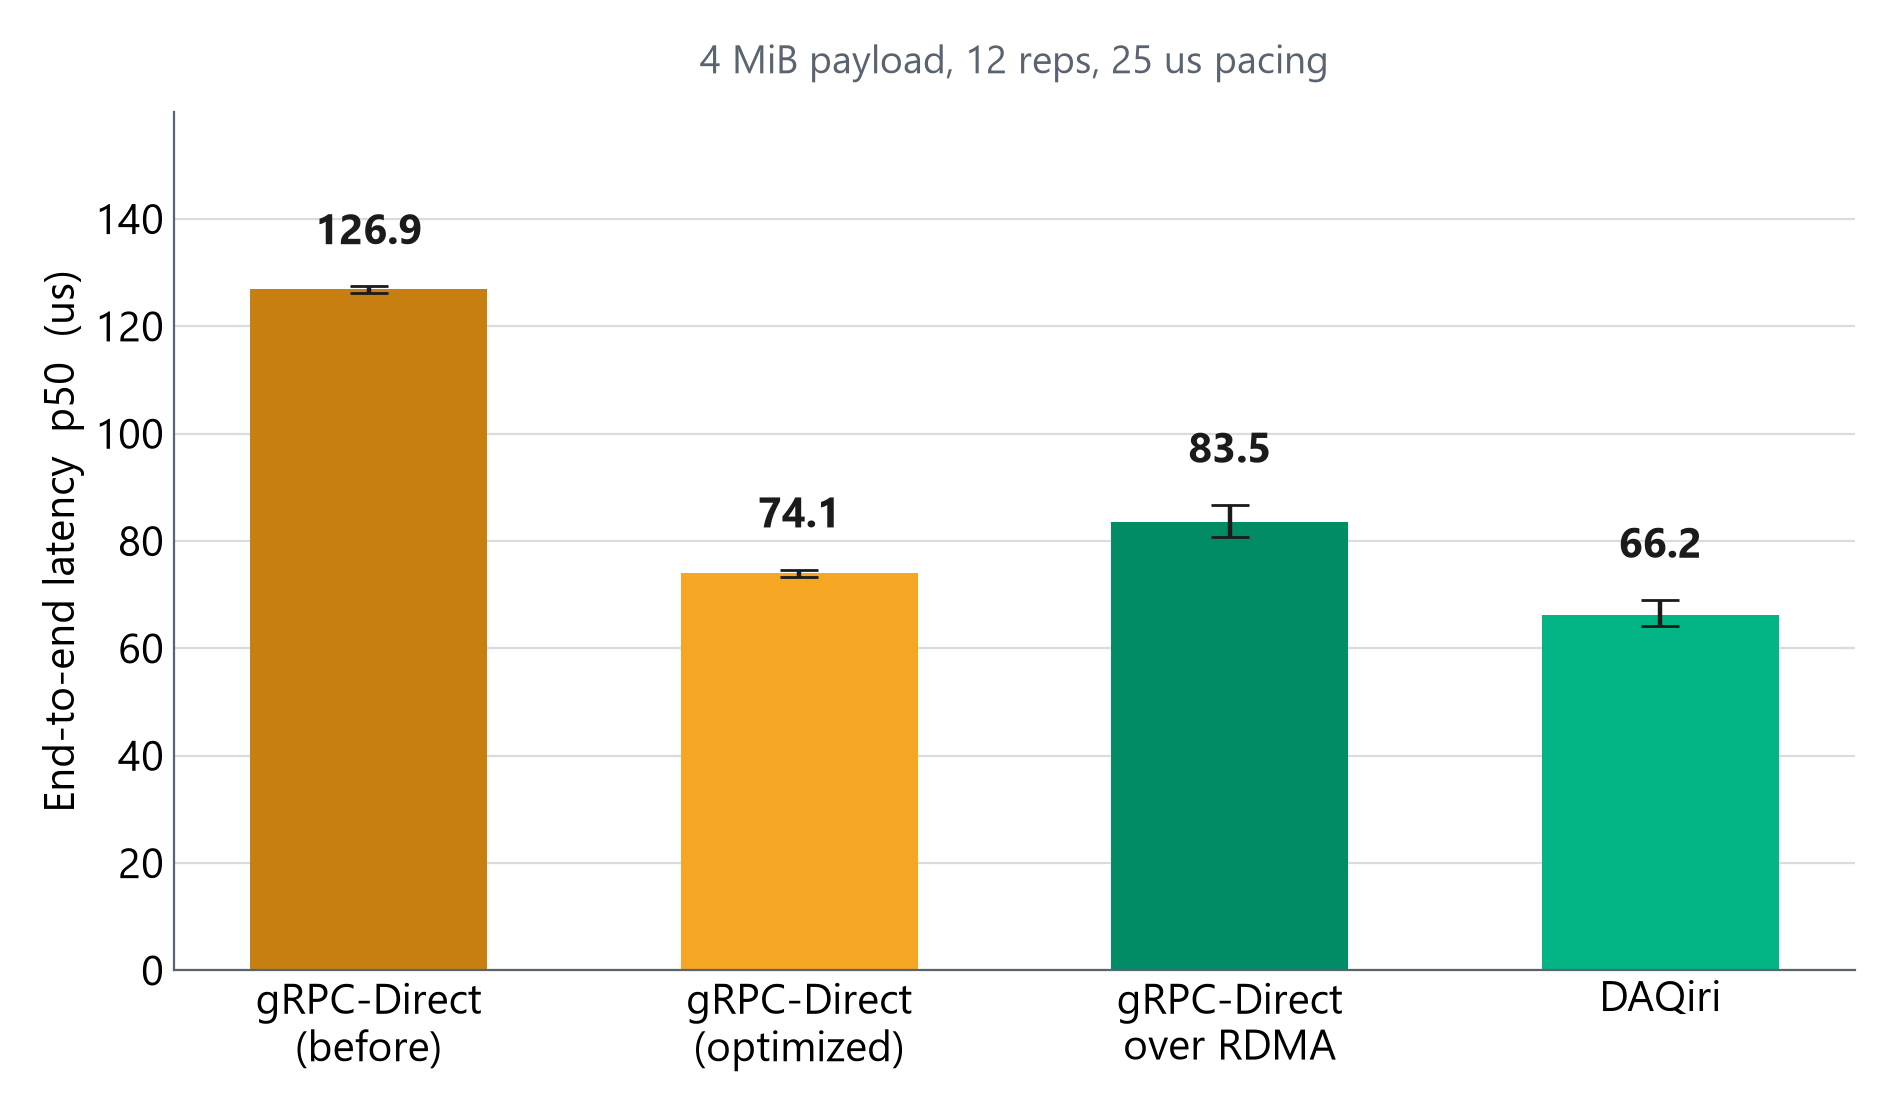 4 MiB payload, 12 reps, 25 us pacing
End-to-end latency p50 (us)
140
120
100
80
60
40
20
0
126.9
74.1
83.5
66.2
gRPC-Direct
(before)
gRPC-Direct
(optimized)
gRPC-Direct
over RDMA
DAQiri